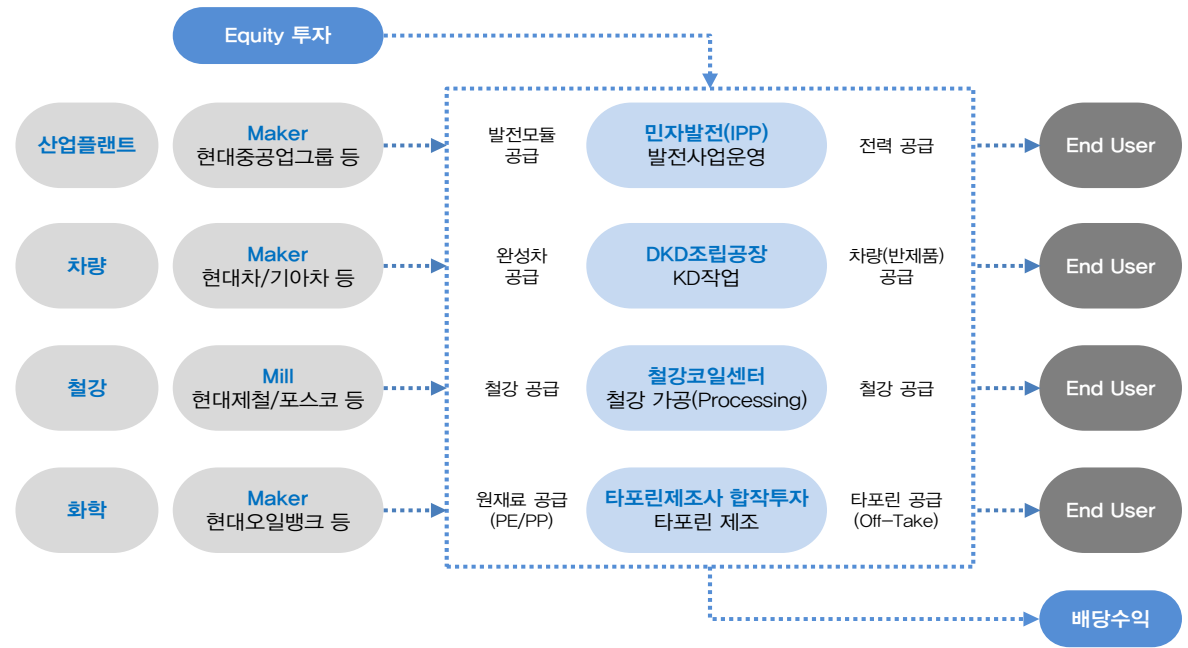 Equity 투자
산업플랜트
Maker
현대중공업그룹 등
발전모듈
공급
민자발전(IPP)
발전사업운영
전력 공급
End User
차량
Maker
현대차/기아차 등
완성차
공급
DKD조립공장
KD작업
차량(반제품)
공급
End User
철강
Mill
현대제철/포스코 등
철강 공급
철강코일센터
철강 가공(Processing)
철강 공급
End User
화학
Maker
현대오일뱅크 등
원재료 공급
(PE/PP)
타포린제조사 합작투자
타포린 제조
타포린 공급
(Off-Take)
End User
배당수익